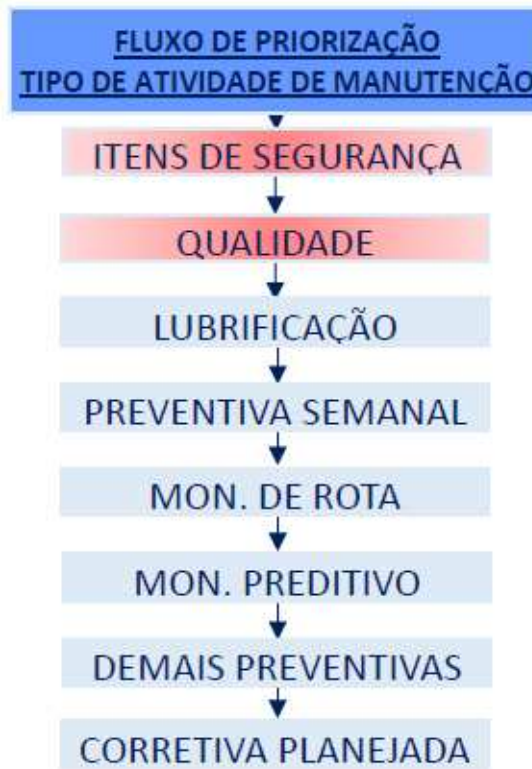 FLUXO DE PRIORIZAÇÃO
TIPO DE ATIVIDADE DE MANUTENÇÃO
ITENS DE SEGURANÇA
QUALIDADE
LUBRIFICAÇÃO
PREVENTIVA SEMANAL
MON. DE ROTA
MON. PREDITIVO
DEMAIS PREVENTIVAS
CORRETIVA PLANEJADA